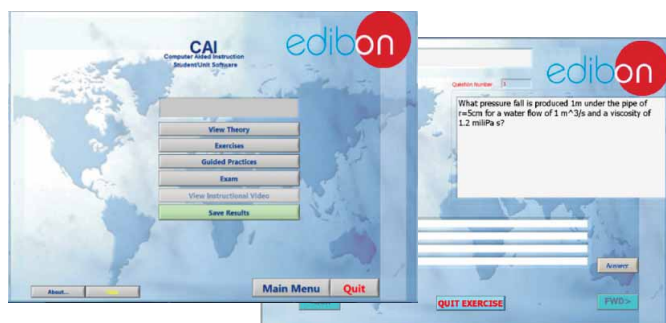 CAI
Computer Aided Instruction
Student/Unit Software
edibon
View Theory
Exercises
Guided Practices
Exam
View Instructional Video
Save Results
About...
Main Menu
Quit
edibon
Question Number
1
What pressure fall is produced 1m under the pipe of
r=5cm for a water flow of 1 m^3/s and a viscosity of
1.2 miliPa s?
Answer
QUIT EXERCISE
FWD>